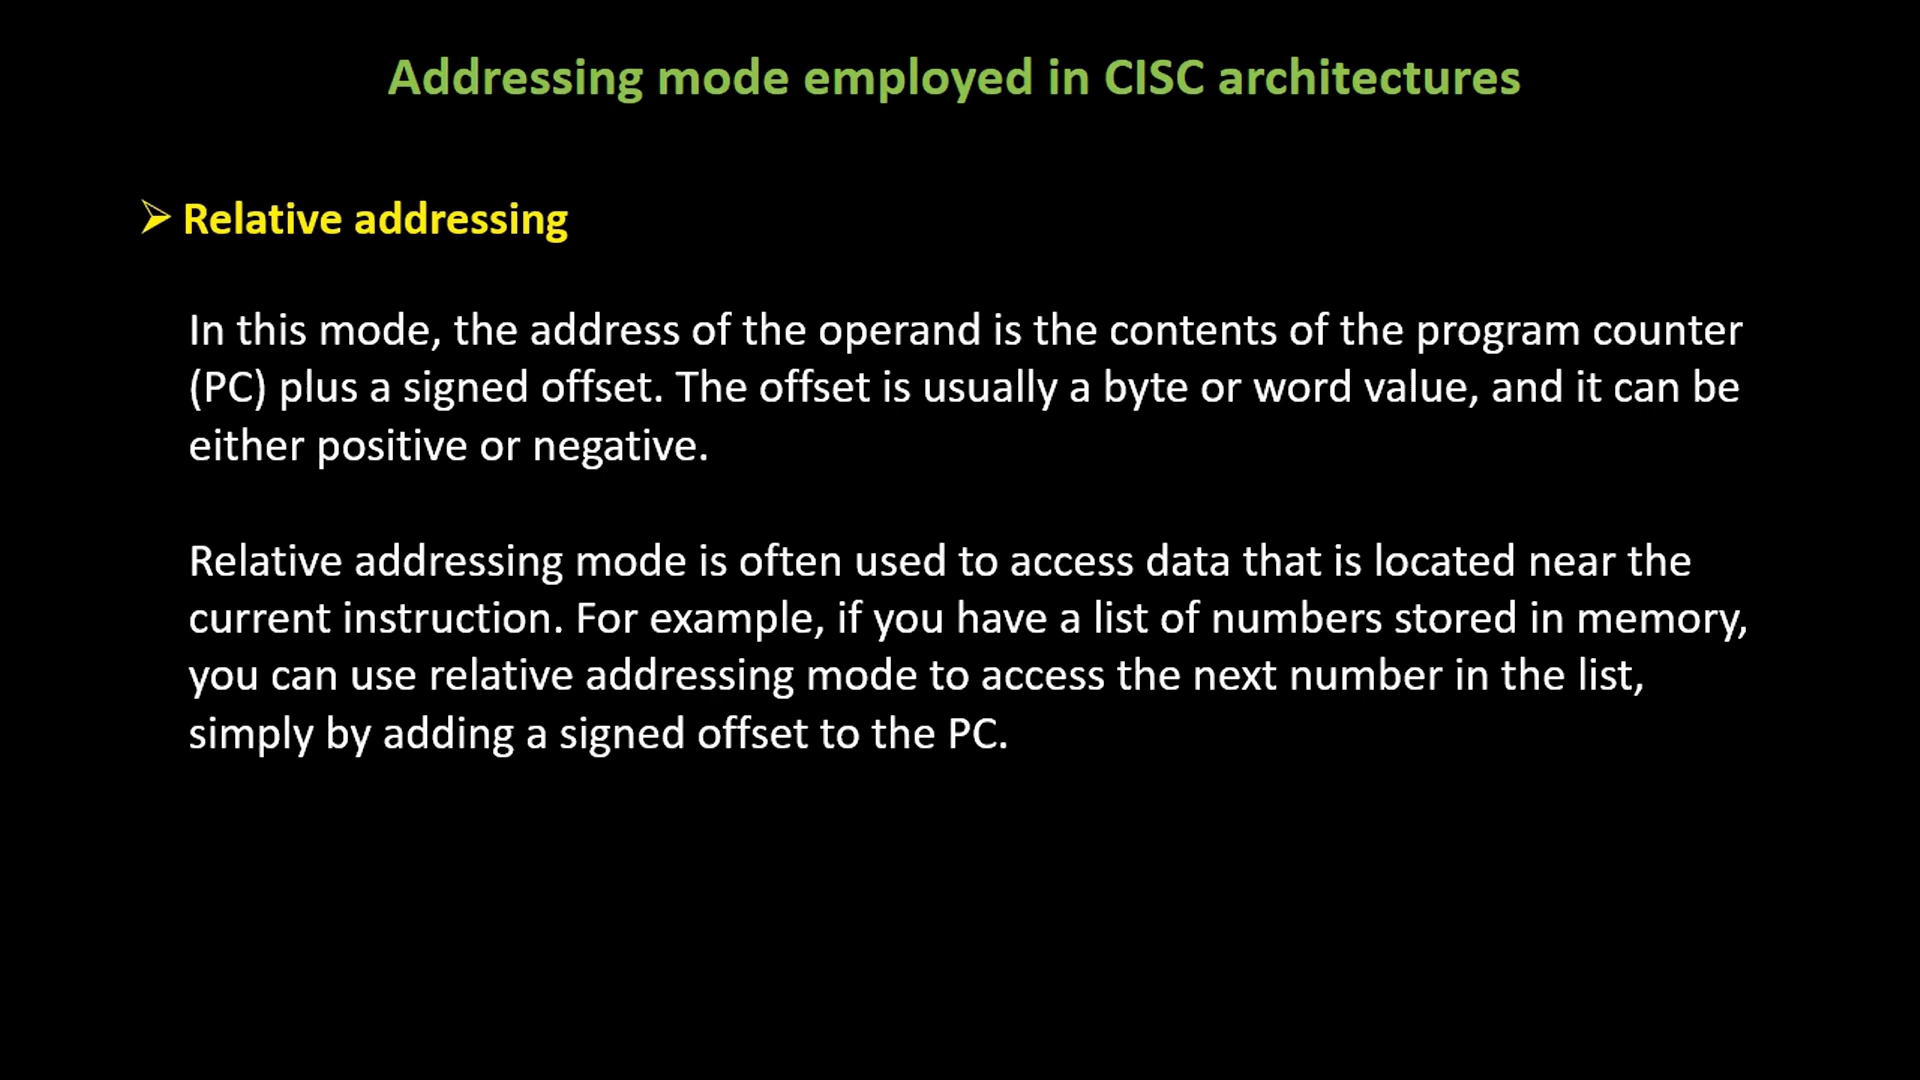 Addressing mode employed in CISC architectures
Relative addressing
In this mode, the address of the operand is the contents of the program counter
(PC) plus a signed offset. The offset is usually a byte or word value, and it can be
either positive or negative.
Relative addressing mode is often used to access data that is located near the
current instruction. For example, if you have a list of numbers stored in memory,
you can use relative addressing mode to access the next number in the list,
simply by adding a signed offset to the PC.